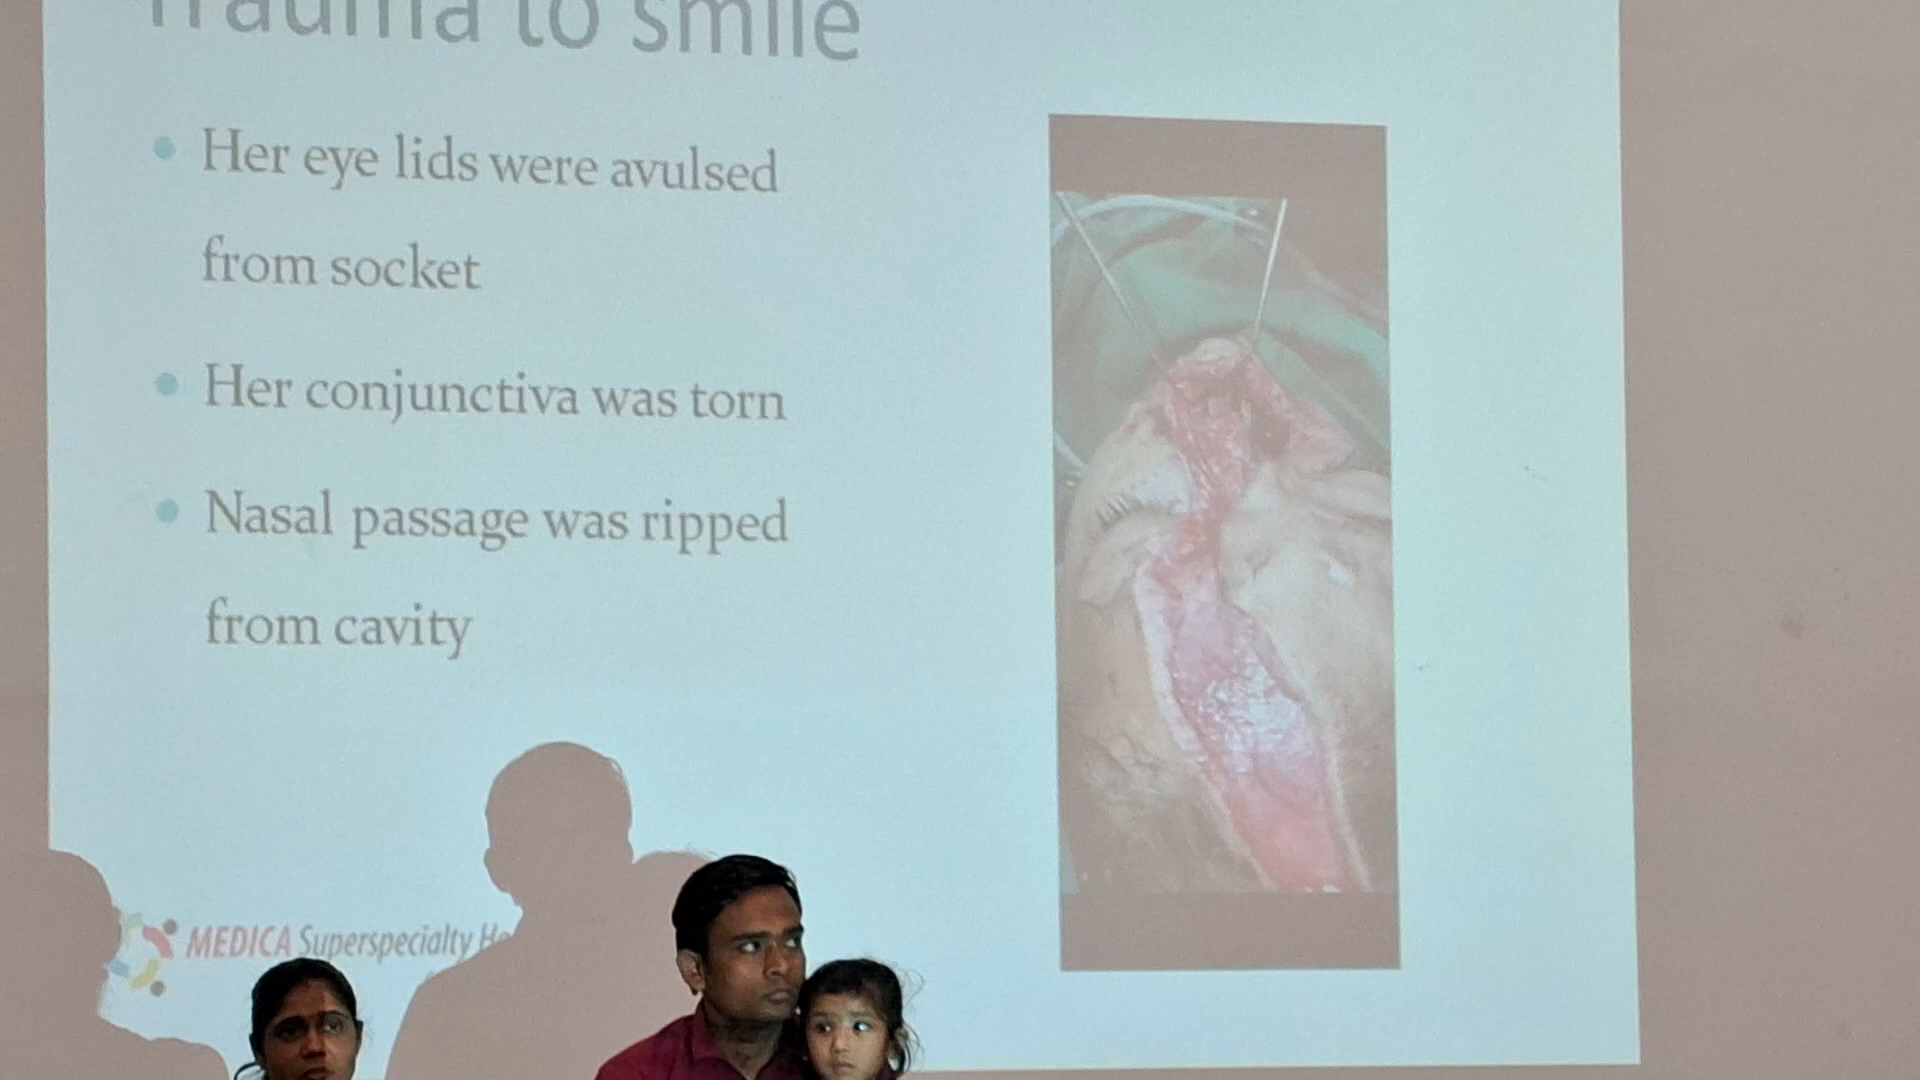 Trauma to smile
Her eye lids were avulsed
from socket
Her conjunctiva was torn
Nasal passage was ripped
from cavity
MEDICA Superspecialty